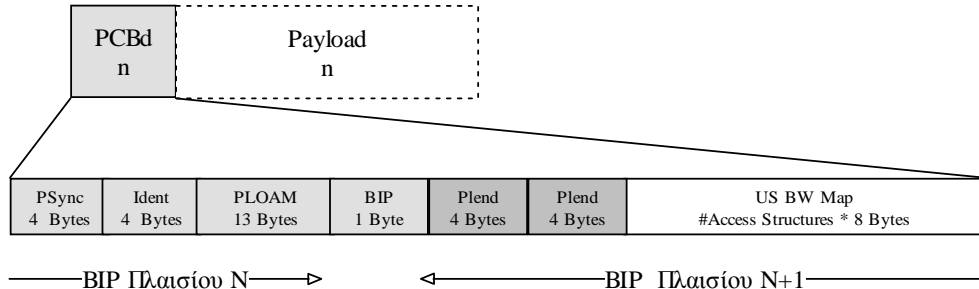 PCBd
n
Payload
n
PSync
4 Bytes
Ident
4 Bytes
PLOAM
13 Bytes
BIP
1 Byte
Plend
4 Bytes
Plend
4 Bytes
US BW Map
#Access Structures * 8 Bytes
BIP Πλαισίου N
BIP Πλαισίου N+1